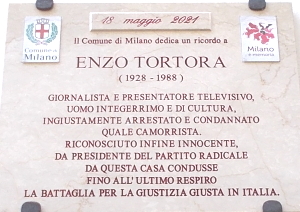 18 maggio 2021
Il Comune di Milano dedica un ricordo a
Comune di
Milano
Milano
è memoria
ENZO TORTORA
(1928 - 1988)
GIORNALISTA E PRESENTATORE TELEVISIVO,
UOMO INTEGERRIMO E DI CULTURA,
INGIUSTAMENTE ARRESTATO E CONDANNATO
QUALE CAMORRISTA.
RICONOSCIUTO INFINE INNOCENTE,
DA PRESIDENTE DEL PARTITO RADICALE
DA QUESTA CASA CONDUSSE
FINO ALL'ULTIMO RESPIRO
LA BATTAGLIA PER LA GIUSTIZIA GIUSTA IN ITALIA.